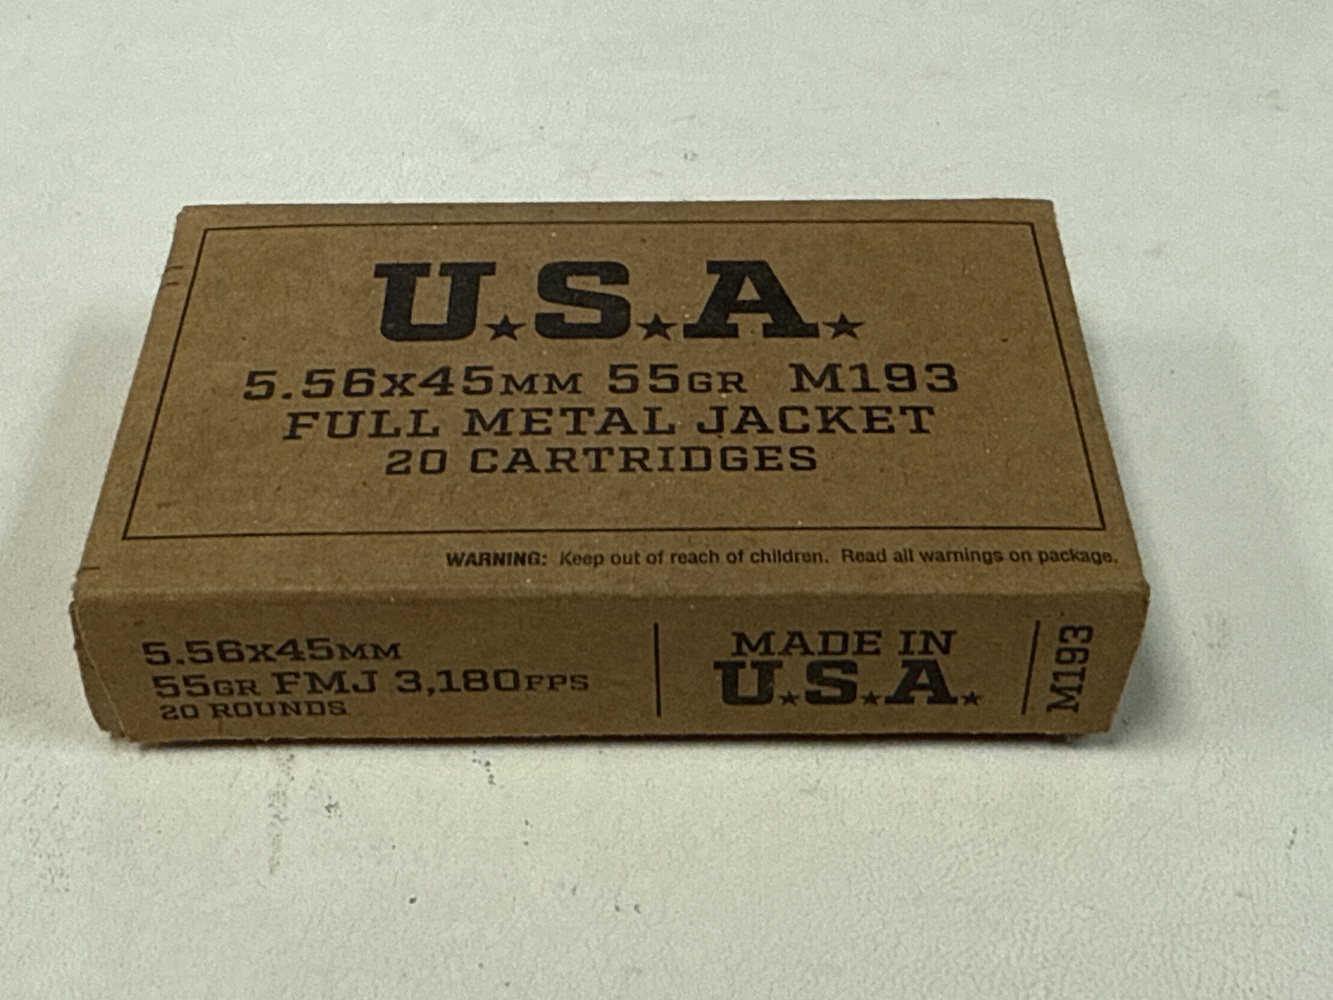 U.S.A.
5.56x45MM 55GR M193
FULL METAL JACKET
20 CARTRIDGES
WARNING: Keep out of reach of children. Read all warnings on package.
5.56x45MM
55GR FMJ 3,180FPS
20 ROUNDS
MADE IN
U.S.A.
M193